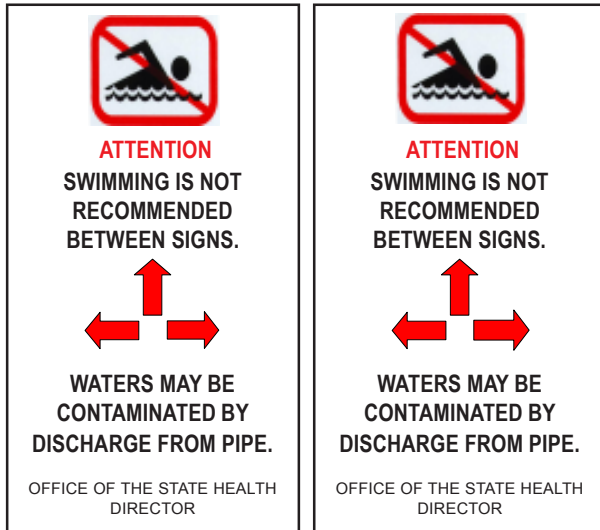 ATTENTION
SWIMMING IS NOT
RECOMMENDED
BETWEEN SIGNS.
WATERS MAY BE
CONTAMINATED BY
DISCHARGE FROM PIPE.
OFFICE OF THE STATE HEALTH
DIRECTOR
ATTENTION
SWIMMING IS NOT
RECOMMENDED
BETWEEN SIGNS.
WATERS MAY BE
CONTAMINATED BY
DISCHARGE FROM PIPE.
OFFICE OF THE STATE HEALTH
DIRECTOR